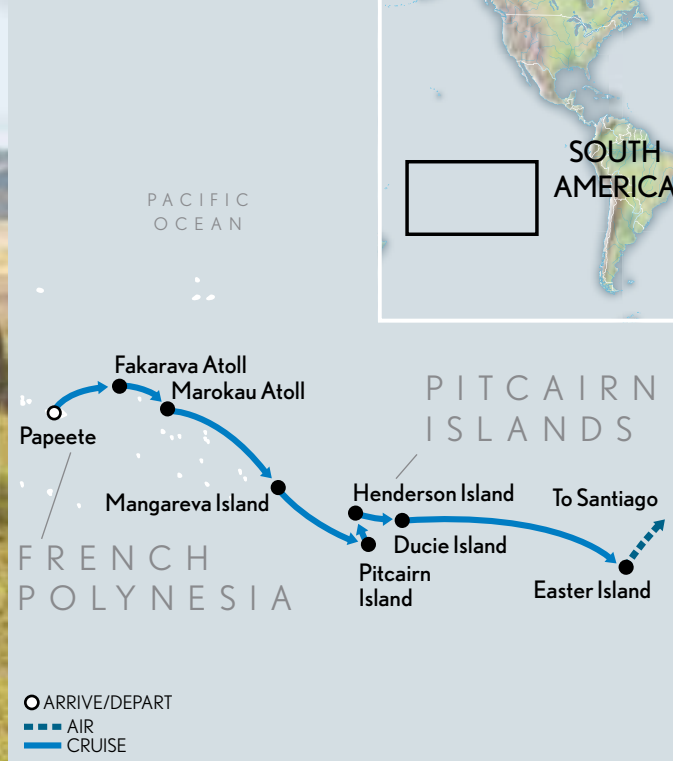 SOUTH
AMERICA
PACIFIC
OCEAN
Fakarava Atoll
Marokau Atoll
Papeete
PITCAIRN
ISLANDS
Mangareva Island
Henderson Island
To Santiago
Ducie Island
Pitcairn
Island
Easter Island
FRENCH
POLYNESIA
ARRIVE/DEPART
AIR
CRUISE